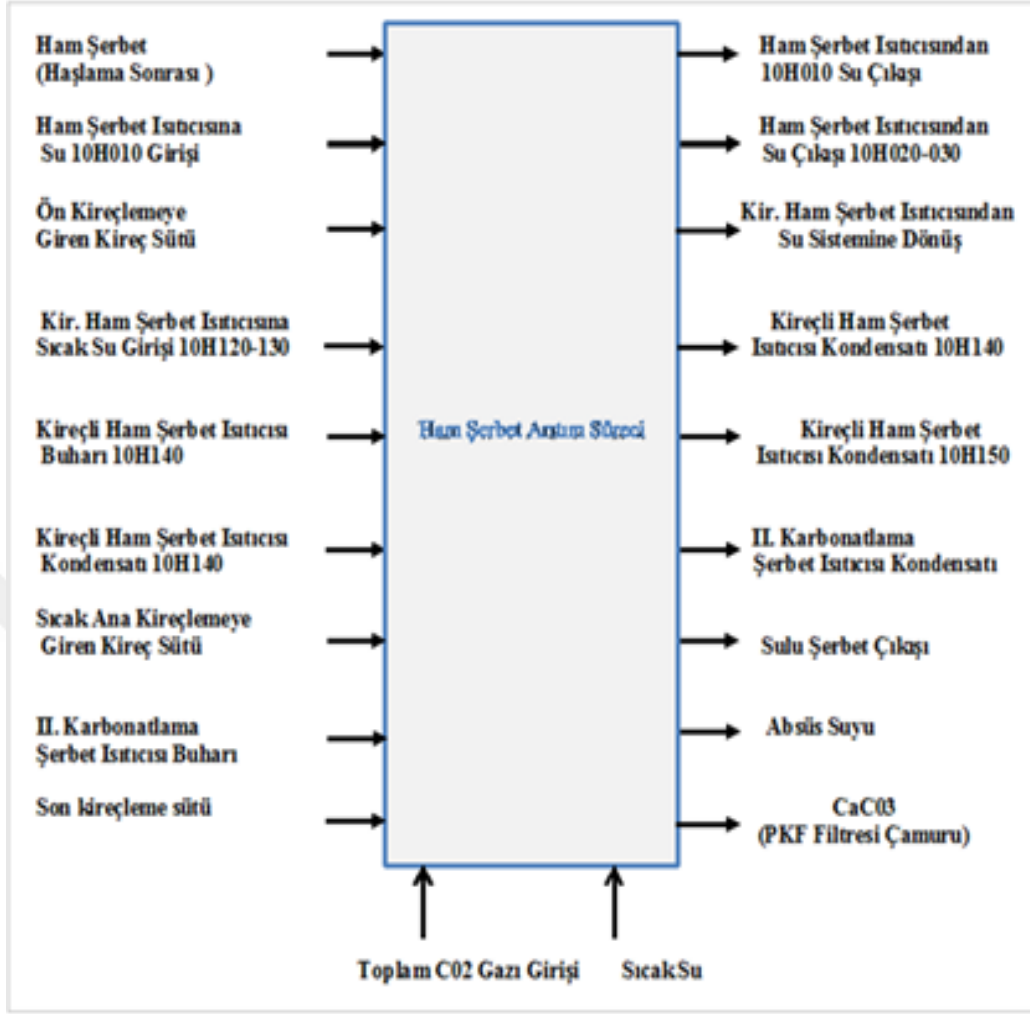 Ham Şerbet
(Haşlama Sonrası )
Ham Şerbet Isıtıcısına
Su 10H010 Girişi
Ön Kireçlemeye
Giren Kireç Sütü
Kir. Ham Şerbet Isıtıcısına
Sıcak Su Girişi 10H120-130
Kireçli Ham Şerbet Isıtıcısı
Buharı 10H140
Kireçli Ham Şerbet Isıtıcısı
Kondensatı 10H140
Sıcak Ana Kireçlemeye
Giren Kireç Sütü
II. Karbonatlama
Şerbet Isıtıcısı Buharı
Son kireçleme sütü
Ham Şerbet Arıtım Süreci
Ham Şerbet Isıtıcısından
10H010 Su Çıkışı
Ham Şerbet Isıtıcısından
Su Çıkışı 10H020-030
Kir. Ham Şerbet Isıtıcısından
Su Sistemine Dönüş
Kireçli Ham Şerbet
Isıtıcısı Kondensatı 10H140
Kireçli Ham Şerbet
Isıtıcısı Kondensatı 10H150
II. Karbonatlama
Şerbet Isıtıcısı Kondensatı
Sulu Şerbet Çıkışı
Absüs Suyu
CaC03
(PKF Filtresi Çamuru)
Toplam C02 Gazı Girişi
Sıcak Su